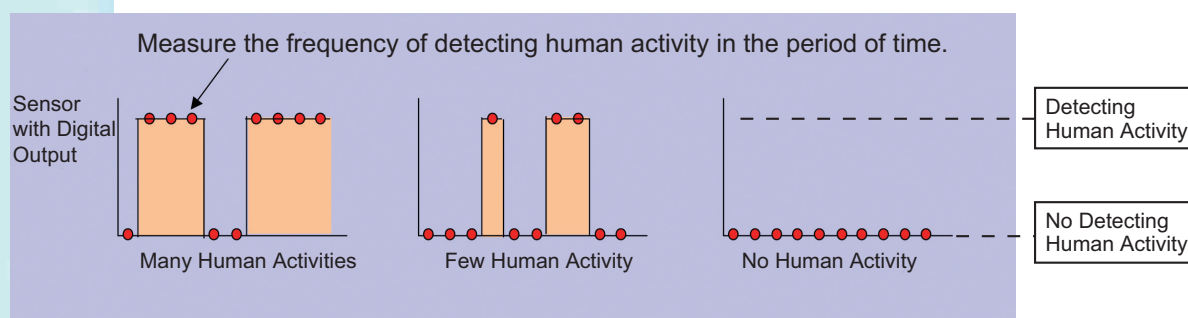 Measure the frequency of detecting human activity in the period of time.
Sensor
with Digital
Output
Detecting
Human Activity
No Detecting
Human Activity
Many Human Activities
Few Human Activity
No Human Activity